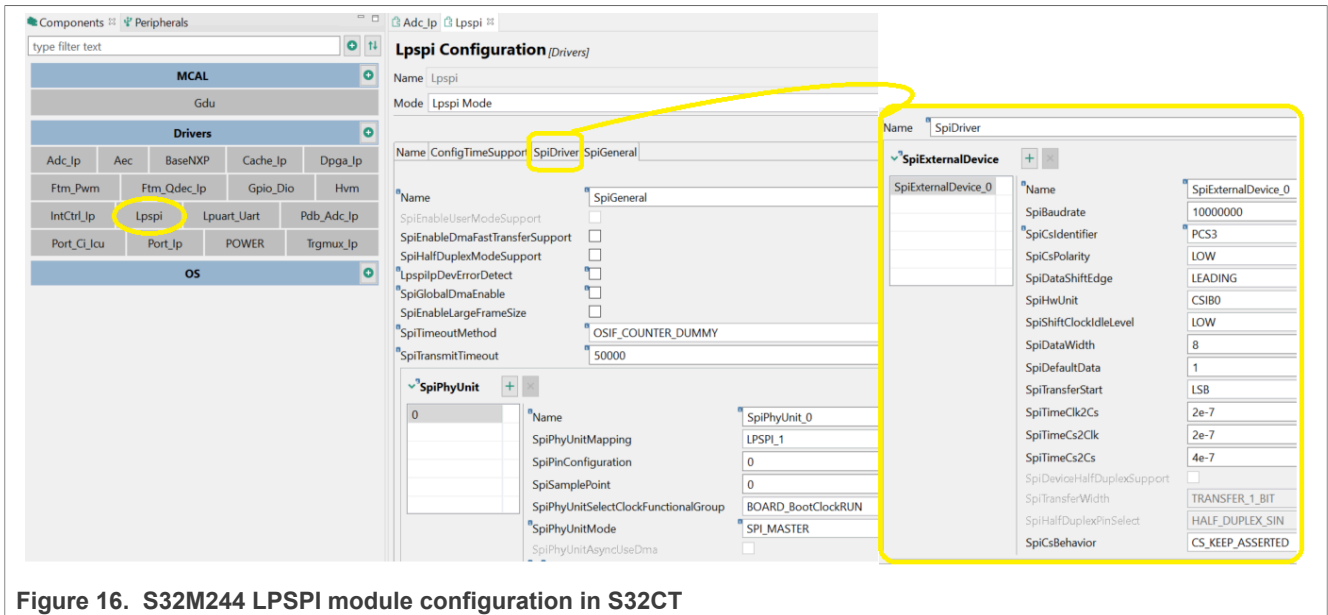 Components Peripherals
type filter text
MCAL
Gdu
Drivers
Adc_Ip Aec BaseNXP Cache_Ip Dpga_Ip
Ftm_Pwm Ftm_Qdec_Ip Gpio_Dio Hvm
IntCtrl_Ip Lpspi Lpuart_Uart Pdb_Adc_Ip
Port_Ci_Icu Port_Ip POWER Trgmux_Ip
OS
Adc_Ip Lpspi
Lpspi Configuration [Drivers]
Name Lpspi
Mode Lpspi Mode
Name ConfigTimeSupport SpiDriver SpiGeneral
Name SpiGeneral
SpiEnableUserModeSupport
SpiEnableDmaFastTransferSupport
SpiHalfDuplexModeSupport
LpspiIpDevErrorDetect
SpiGlobalDmaEnable
SpiEnableLargeFrameSize
SpiTimeoutMethod OSIF_COUNTER_DUMMY
SpiTransmitTimeout 50000
SpiPhyUnit
0
Name SpiPhyUnit_0
SpiPhyUnitMapping LPSPI_1
SpiPinConfiguration 0
SpiSamplePoint 0
SpiPhyUnitSelectClockFunctionalGroup BOARD_BootClockRUN
SpiPhyUnitMode SPI_MASTER
SpiPhyUnitAsyncUseDma
Name SpiDriver
SpiExternalDevice
SpiExternalDevice_0
Name SpiExternalDevice_0
SpiBaudrate 10000000
SpiCsIdentifier PCS3
SpiCsPolarity LOW
SpiDataShiftEdge LEADING
SpiHwUnit CSIB0
SpiShiftClockIdleLevel LOW
SpiDataWidth 8
SpiDefaultData 1
SpiTransferStart LSB
SpiTimeClk2Cs 2e-7
SpiTimeCs2Clk 2e-7
SpiTimeCs2Cs 4e-7
SpiDeviceHalfDuplexSupport
SpiTransferWidth TRANSFER_1_BIT
SpiHalfDuplexPinSelect HALF_DUPLEX_SIN
SpiCsBehavior CS_KEEP_ASSERTED
Figure 16. S32M244 LPSPI module configuration in S32CT